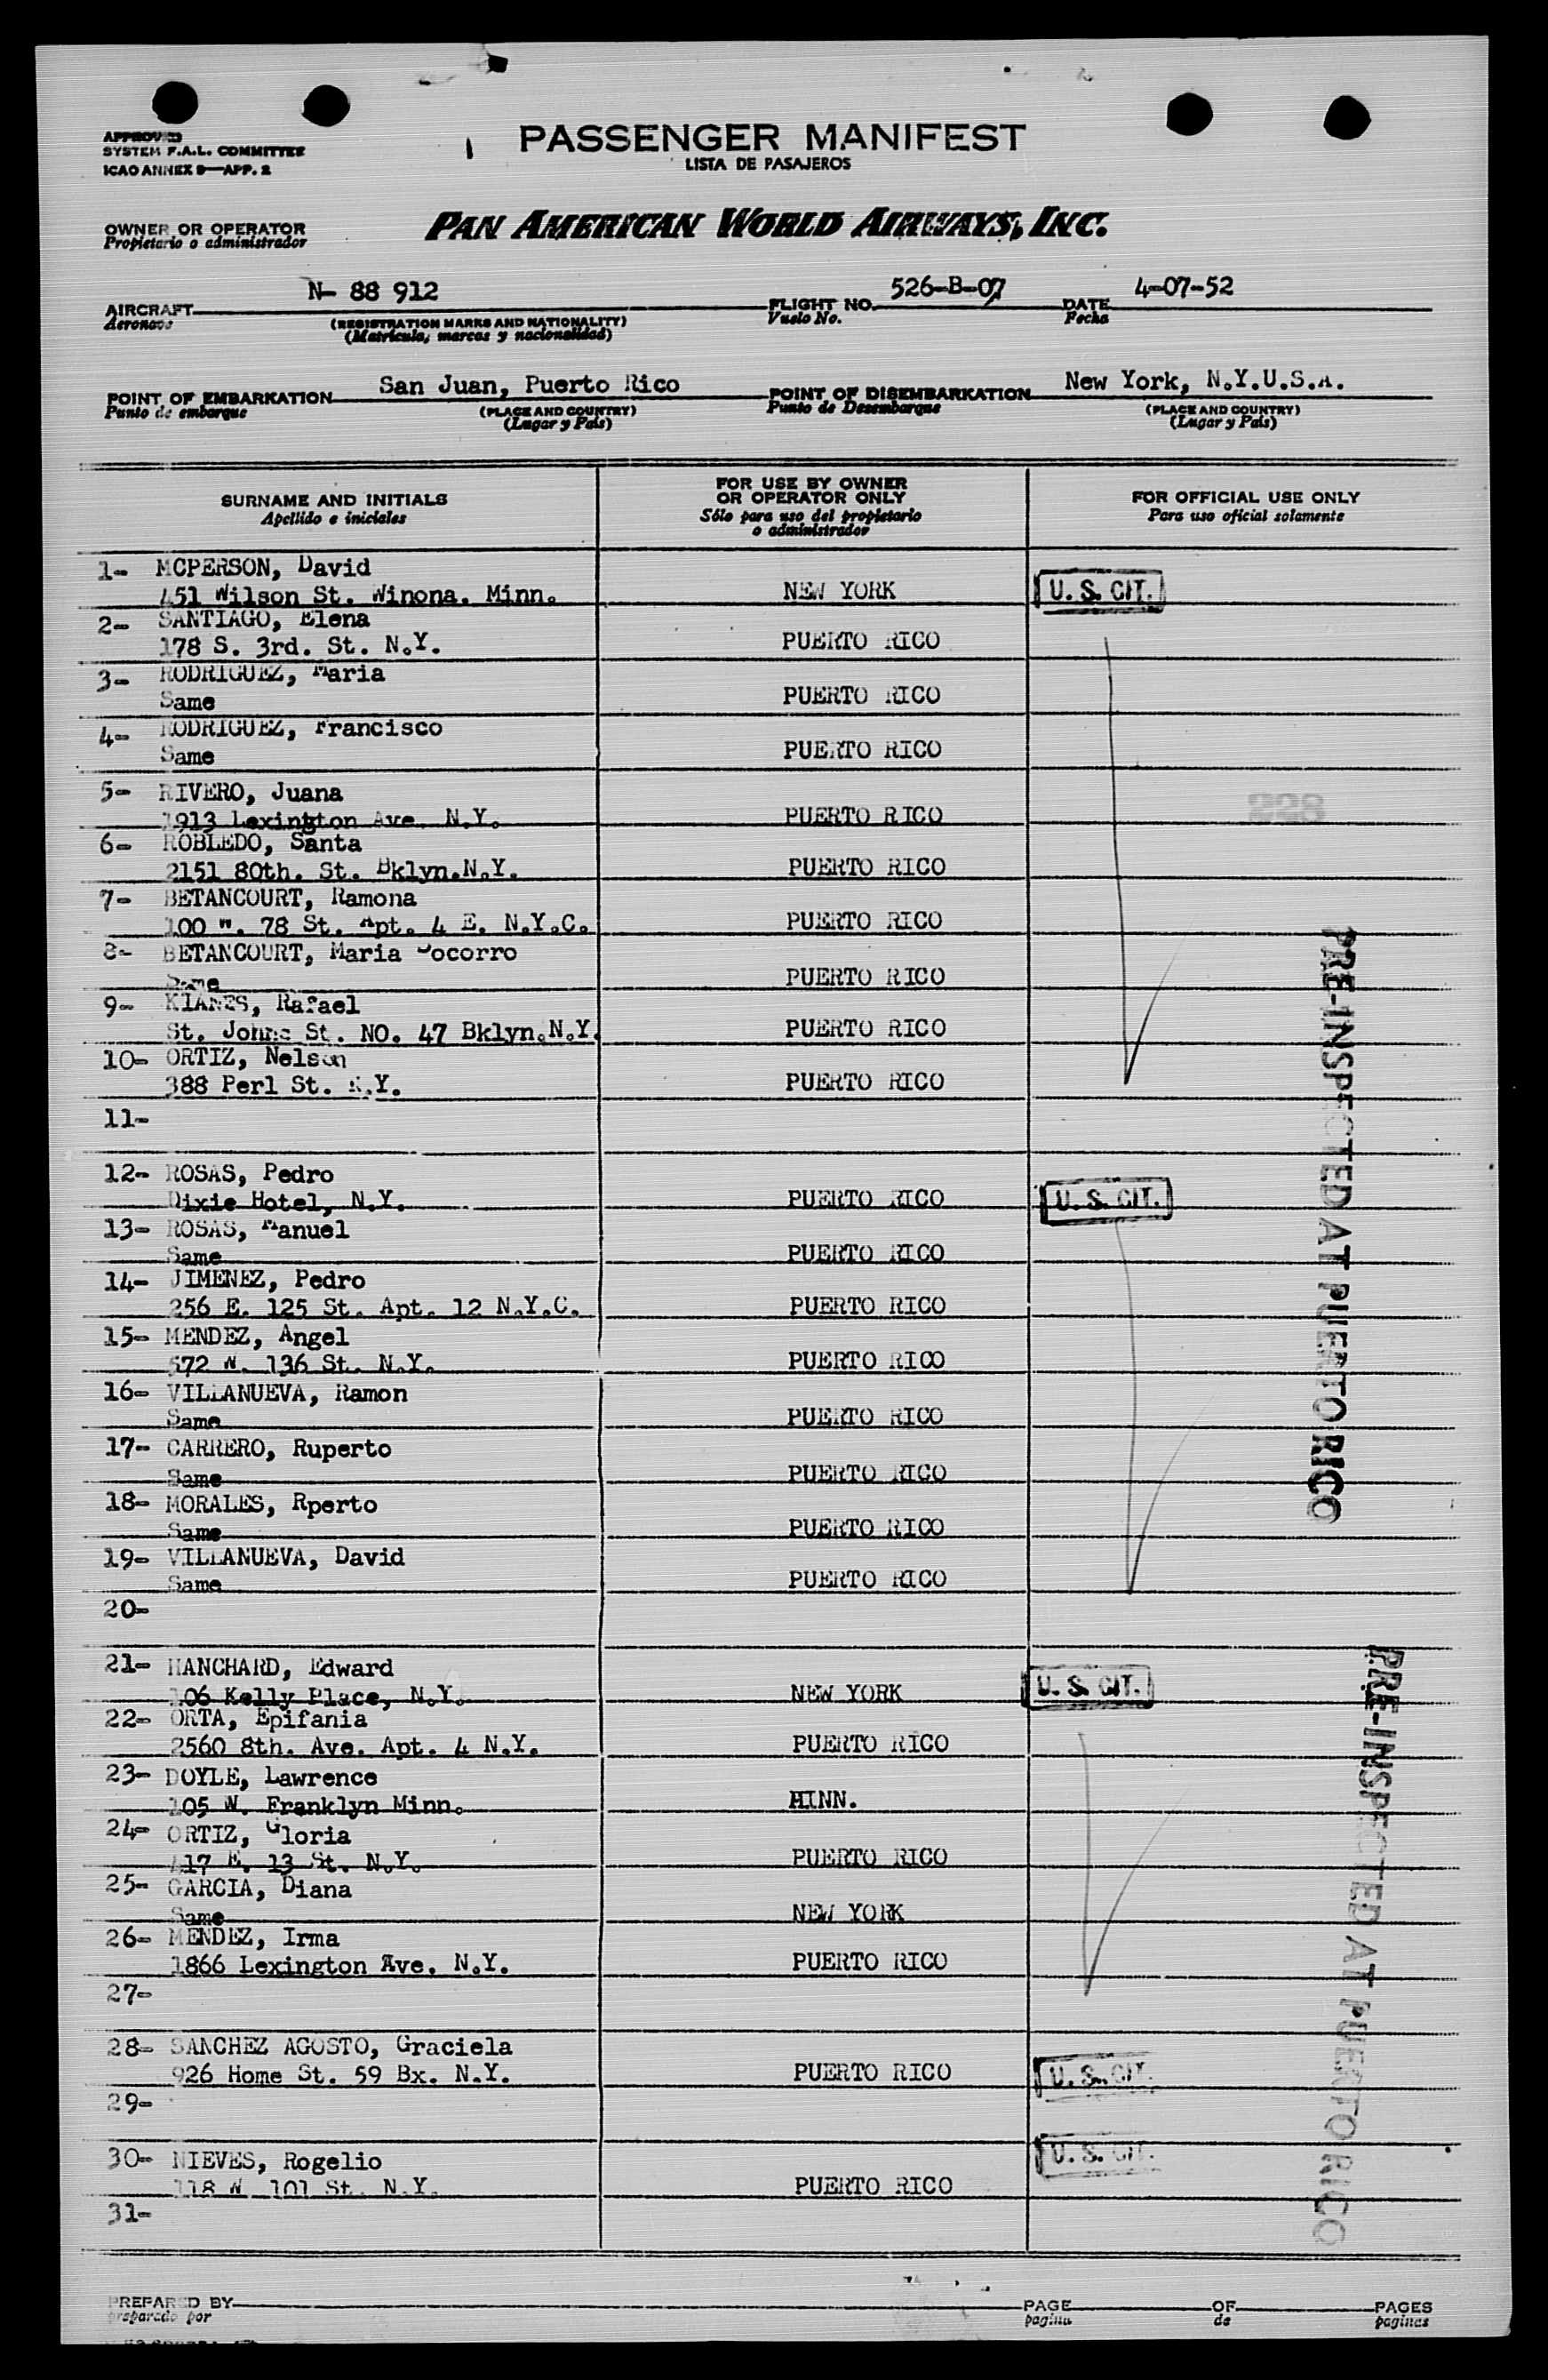 APPROVED
SYSTEM F.A.L. COMMITTEE
ICAO ANNEX 9—APP. 2
PASSENGER MANIFEST
LISTA DE PASAJEROS
OWNER OR OPERATOR
Propietario o administrador
PAN AMERICAN WORLD AIRWAYS, INC.
AIRCRAFT N- 88 912 FLIGHT NO. 526-B-07 DATE 4-07-52
Aeronave (REGISTRATION MARKS AND NATIONALITY) Vuelo No. Fecha
(Matrícula, marcas y nacionalidad)
POINT OF EMBARKATION San Juan, Puerto Rico POINT OF DISEMBARKATION New York, N.Y.U.S.A.
Punto de embarque (PLACE AND COUNTRY) Punto de Desembarque (PLACE AND COUNTRY)
(Lugar y País) (Lugar y País)
SURNAME AND INITIALS
Apellido e iniciales
FOR USE BY OWNER
OR OPERATOR ONLY
Sólo para uso del propietario
o administrador
FOR OFFICIAL USE ONLY
Para uso oficial solamente
1- MCPERSON, David
451 Wilson St. Winona. Minn. NEW YORK U. S. CIT.
2- SANTIAGO, Elena
178 S. 3rd. St. N.Y. PUERTO RICO
3- RODRIGUEZ, Maria
Same PUERTO RICO
4- RODRIGUEZ, Francisco
Same PUERTO RICO
5- RIVERO, Juana
1913 Lexington Ave. N.Y. PUERTO RICO
228
6- ROBLEDO, Santa
2151 80th. St. Bklyn.N.Y. PUERTO RICO
7- BETANCOURT, Ramona
100 W. 78 St. Apt. 4 E. N.Y.C. PUERTO RICO
8- BETANCOURT, Maria Socorro
Same PUERTO RICO
9- Rafael
St. Johns St. NO. 47 Bklyn.N.Y. PUERTO RICO
10- ORTIZ, Nelson
388 Perl St. N.Y. PUERTO RICO
11-
12- ROSAS, Pedro
Dixie Hotel, N.Y. PUERTO RICO U. S. CIT.
13- ROSAS, Manuel
Same PUERTO RICO
14- JIMENEZ, Pedro
256 E. 125 St. Apt. 12 N.Y.C. PUERTO RICO
15- MENDEZ, Angel
572 W. 136 St. N.Y. PUERTO RICO
16- VILLANUEVA, Ramon
Same PUERTO RICO
17- CARRERO, Ruperto
Same PUERTO RICO
18- MORALES, Rperto
Same PUERTO RICO
19- VILLANUEVA, David
Same PUERTO RICO
20-
PRE-INSPECTED AT PUERTO RICO
21- HANCHARD, Edward
106 Kelly Place, N.Y. NEW YORK U. S. CIT.
22- ORTA, Epifania
2560 8th. Ave. Apt. 4 N.Y. PUERTO RICO
23- DOYLE, Lawrence
105 W. Franklyn Minn. MINN.
24- ORTIZ, Gloria
417 E. 13 St. N.Y. PUERTO RICO
25- GARCIA, Diana
Same NEW YORK
26- MENDEZ, Irma
1866 Lexington Ave. N.Y. PUERTO RICO
27-
28- SANCHEZ AGOSTO, Graciela
926 Home St. 59 Bx. N.Y. PUERTO RICO U. S. CIT.
29-
30- NIEVES, Rogelio U. S. CIT.
118 W 101 St. N.Y. PUERTO RICO
31-
PRE-INSPECTED AT PUERTO RICO
PREPARED BY PAGE OF PAGES
preparado por pagina de paginas